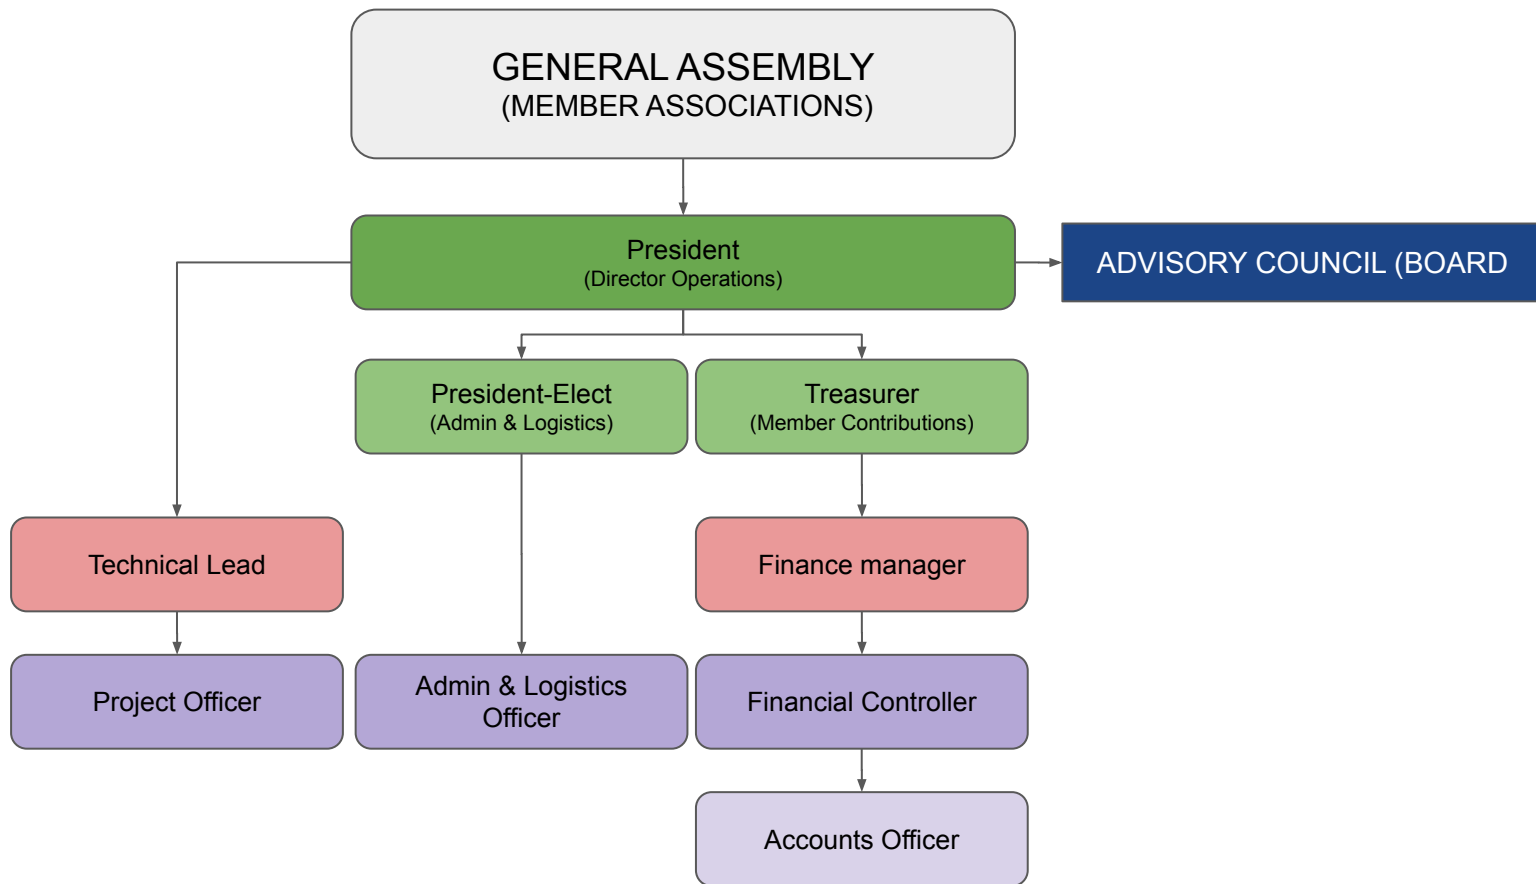 GENERAL ASSEMBLY
(MEMBER ASSOCIATIONS)
President
(Director Operations)
ADVISORY COUNCIL (BOARD
President-Elect
(Admin & Logistics)
Treasurer
(Member Contributions)
Technical Lead
Finance manager
Project Officer
Admin & Logistics
Officer
Financial Controller
Accounts Officer